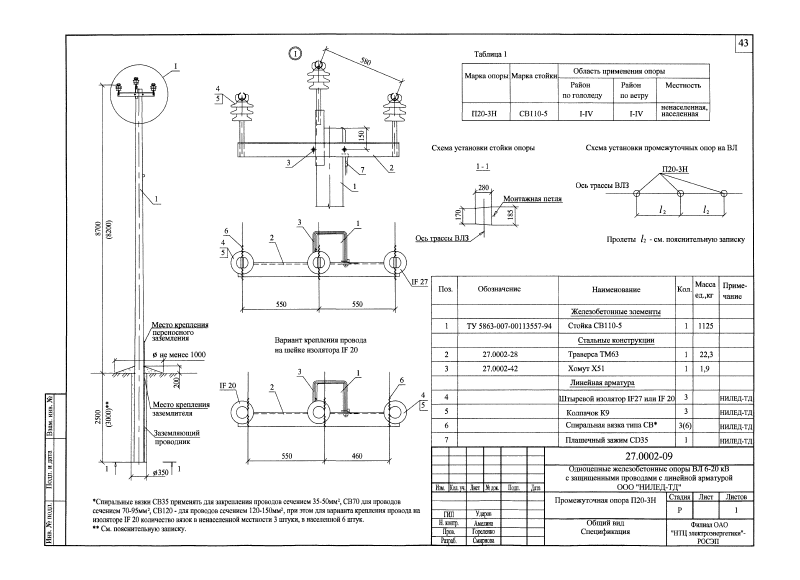 43
1
I
580
4
5
150
3
7
2
1
1
8700
(8200)
Место крепления
переносного
заземления
ø не менее 1000
200
2500
(3000)**
Место крепления
заземлителя
Заземляющий
проводник
1
1
ø350
6
4
5
2
3
1
IF 27
550
550
Вариант крепления провода
на шейке изолятора IF 20
IF 20
2
3
1
6
4
5
550
460
Таблица 1
Марка опоры
Марка стойки
Область применения опоры
Район
по гололеду
Район
по ветру
Местность
П20-3Н
СВ110-5
I-IV
I-IV
ненаселенная,
населенная
Схема установки стойки опоры
1 - 1
280
Монтажная петля
170
185
Ось трассы ВЛЗ
Схема установки промежуточных опор на ВЛ
П20-3Н
Ось трассы ВЛЗ
l₂
l₂
Пролеты l₂ - см. пояснительную записку
Поз.
Обозначение
Наименование
Кол.
Масса
ед.,кг
Приме-
чание
Железобетонные элементы
1 ТУ 5863-007-00113557-94 Стойка СВ110-5 1 1125
Стальные конструкции
2 27.0002-28 Траверса ТМ63 1 22,3
3 27.0002-42 Хомут Х51 1 1,9
Линейная арматура
4 Штыревой изолятор IF27 или IF 20 3 НИЛЕД-ТД
5 Колпачок К9 3 НИЛЕД-ТД
6 Спиральная вязка типа СВ* 3(6) НИЛЕД-ТД
7 Плашечный зажим CD35 1 НИЛЕД-ТД
27.0002-09
Одноцепные железобетонные опоры ВЛ 6-20 кВ
с защищенными проводами с линейной арматурой
ООО "НИЛЕД-ТД"
Изм. Кол. уч. Лист № док. Подп. Дата
Промежуточная опора П20-3Н
Стадия Лист Листов
Р 1
ГИП Ударов
Н. контр. Амелина
Пров. Гореленко
Разраб. Смирнова
Общий вид
Спецификация
Филиал ОАО
"НТЦ электроэнергетики"-
РОСЭП
*Спиральные вязки СВ35 применять для закрепления проводов сечением 35-50мм², СВ70 для проводов
сечением 70-95мм², СВ120 - для проводов сечением 120-150мм², при этом для варианта крепления провода на
изоляторе IF 20 количество вязок в ненаселенной местности 3 штуки, в населенной 6 штук.
** См. пояснительную записку.
Взам. инв. №
Подп. и дата
Инв. № подл.